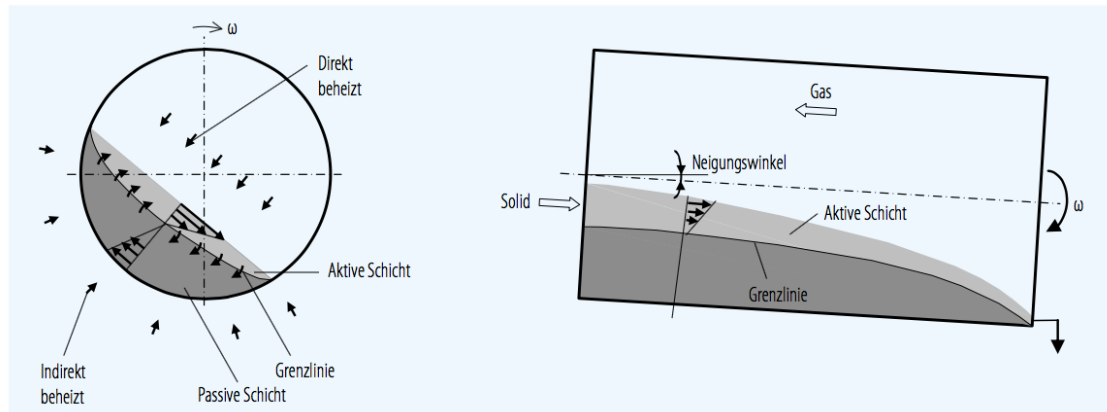 ω
Direkt
beheizt
Aktive Schicht
Grenzlinie
Passive Schicht
Indirekt
beheizt
Gas
Neigungswinkel
Solid
ω
Aktive Schicht
Grenzlinie